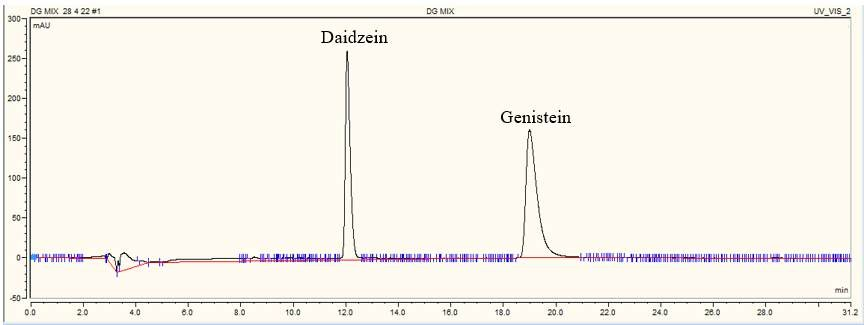 DG MIX 28 4 22 #1 DG MIX UV_VIS_2
300 mAU
Daidzein
250
200
Genistein
150
100
50
0
-50 min
0.0 2.0 4.0 6.0 8.0 10.0 12.0 14.0 16.0 18.0 20.0 22.0 24.0 26.0 28.0 31.2